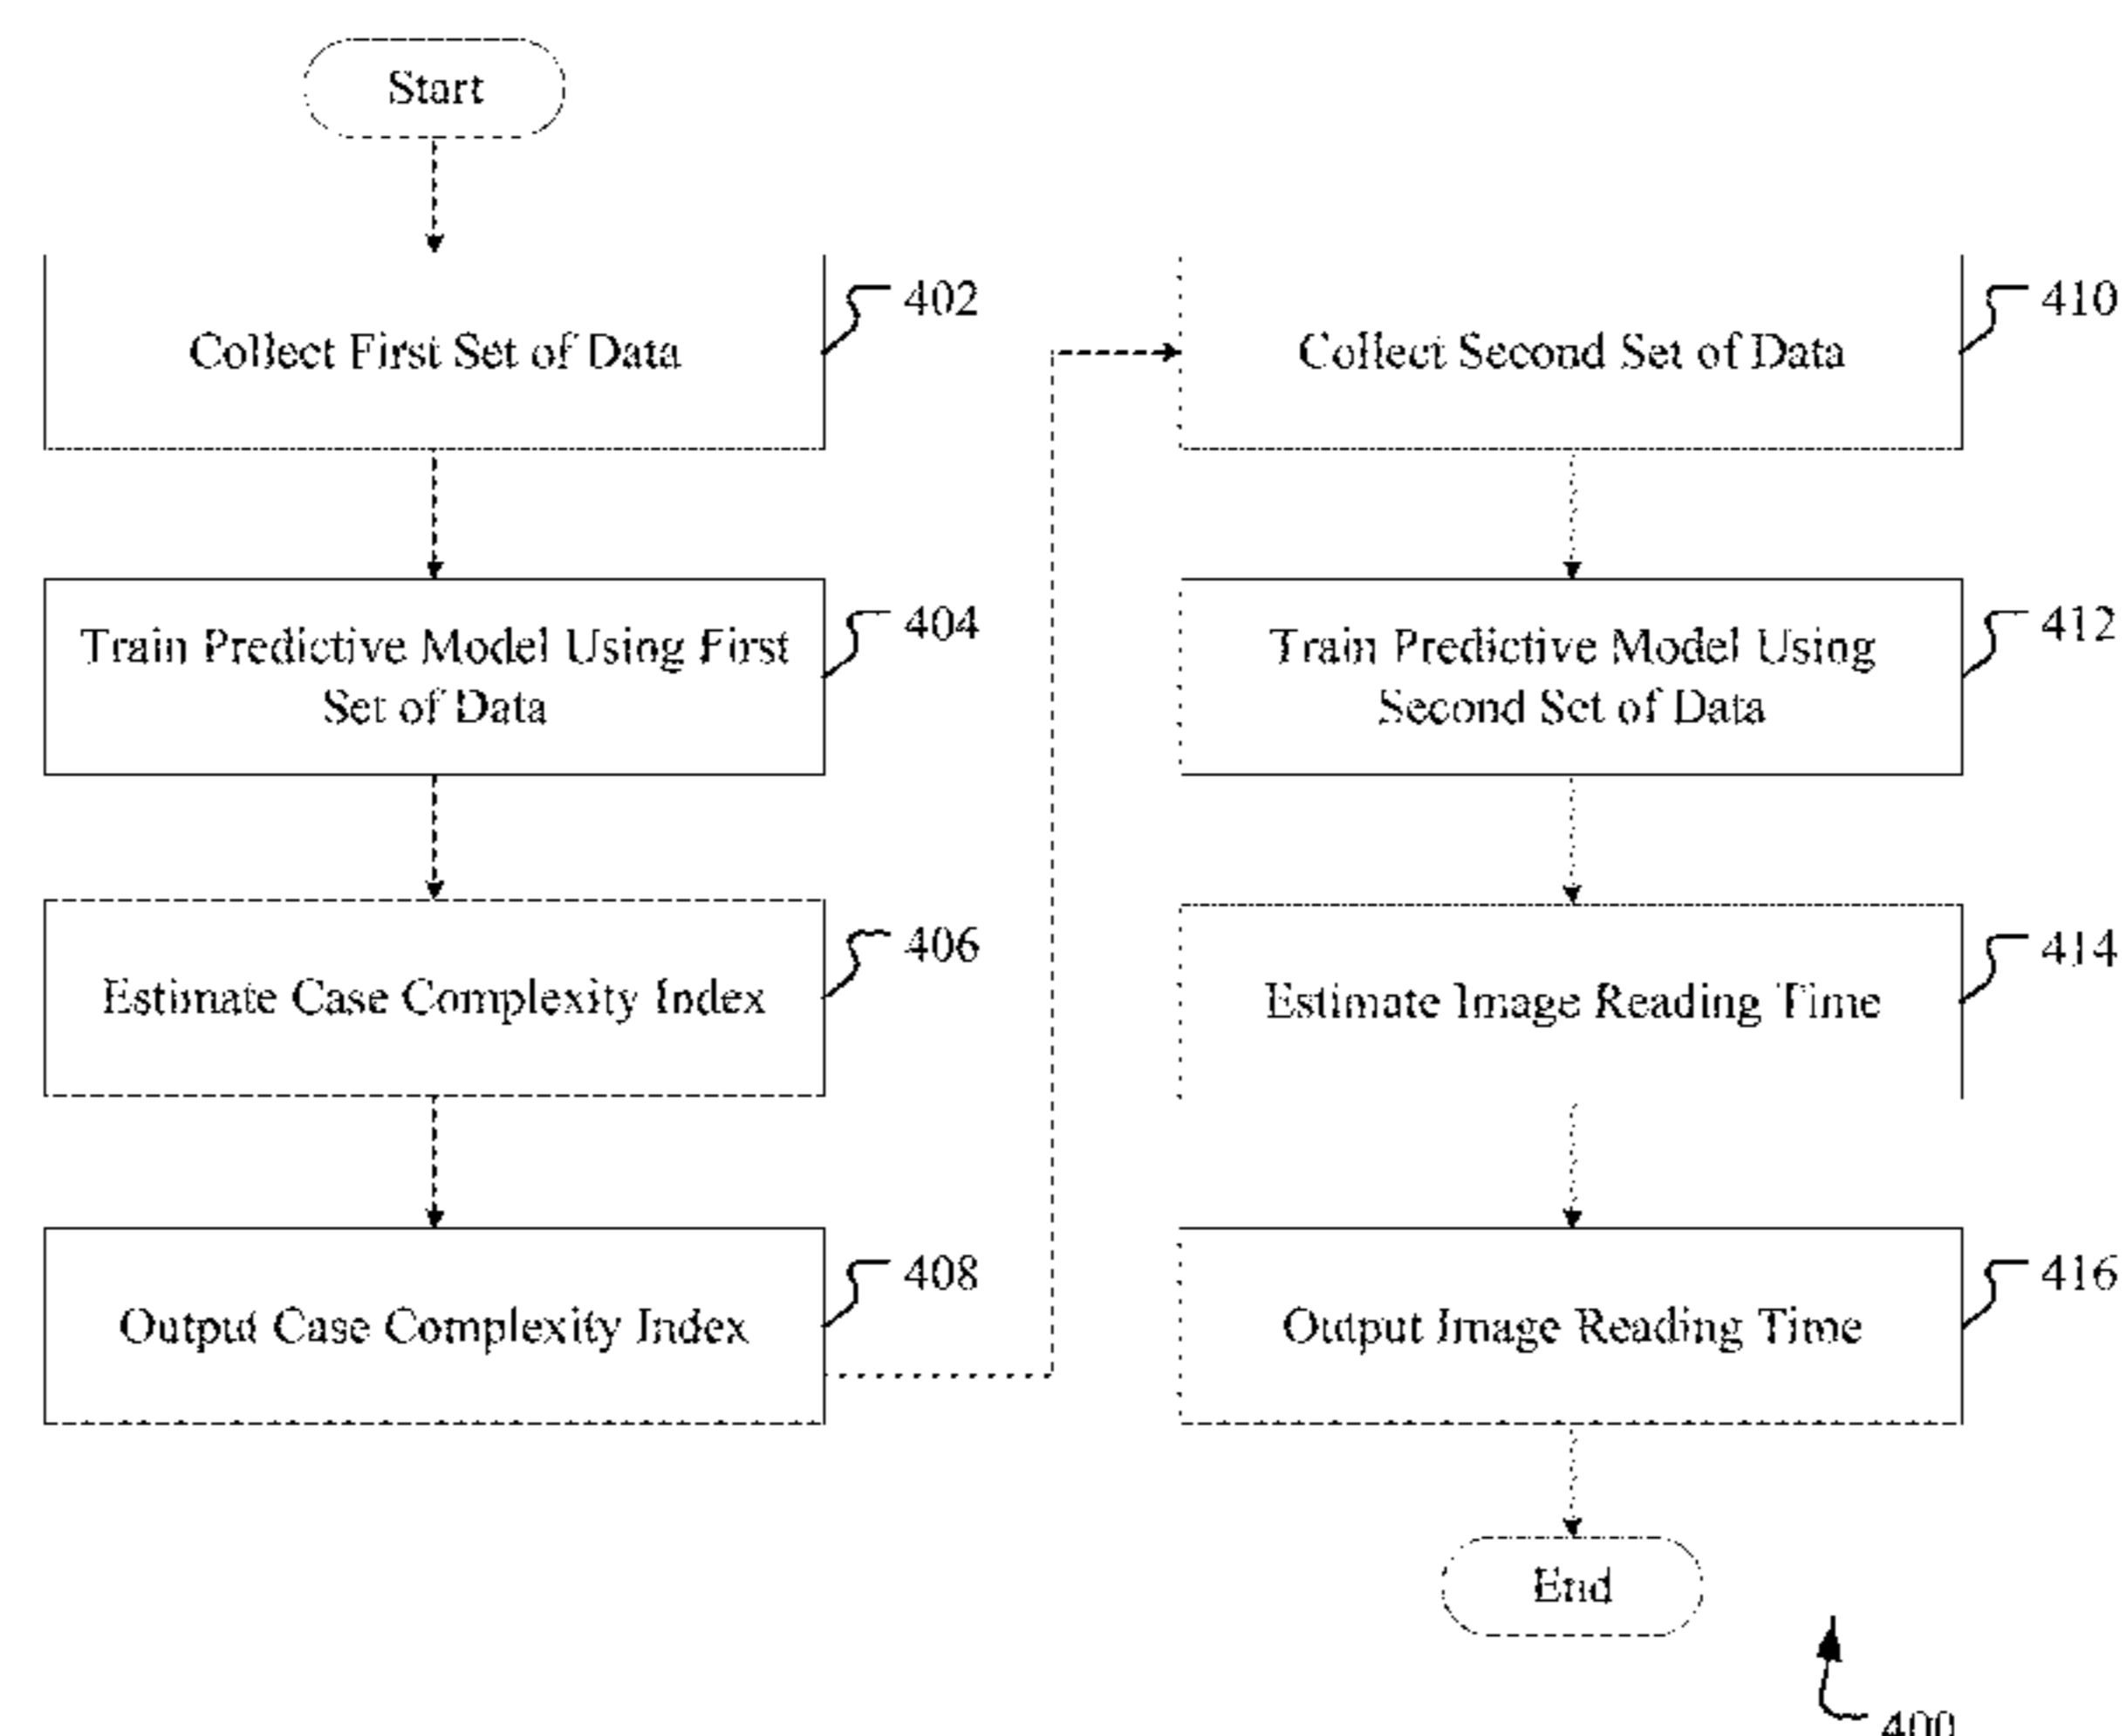 Start
Collect First Set of Data
402
Train Predictive Model Using First
Set of Data
404
Estimate Case Complexity Index
406
Output Case Complexity Index
408
Collect Second Set of Data
410
Train Predictive Model Using
Second Set of Data
412
Estimate Image Reading Time
414
Output Image Reading Time
416
End
400